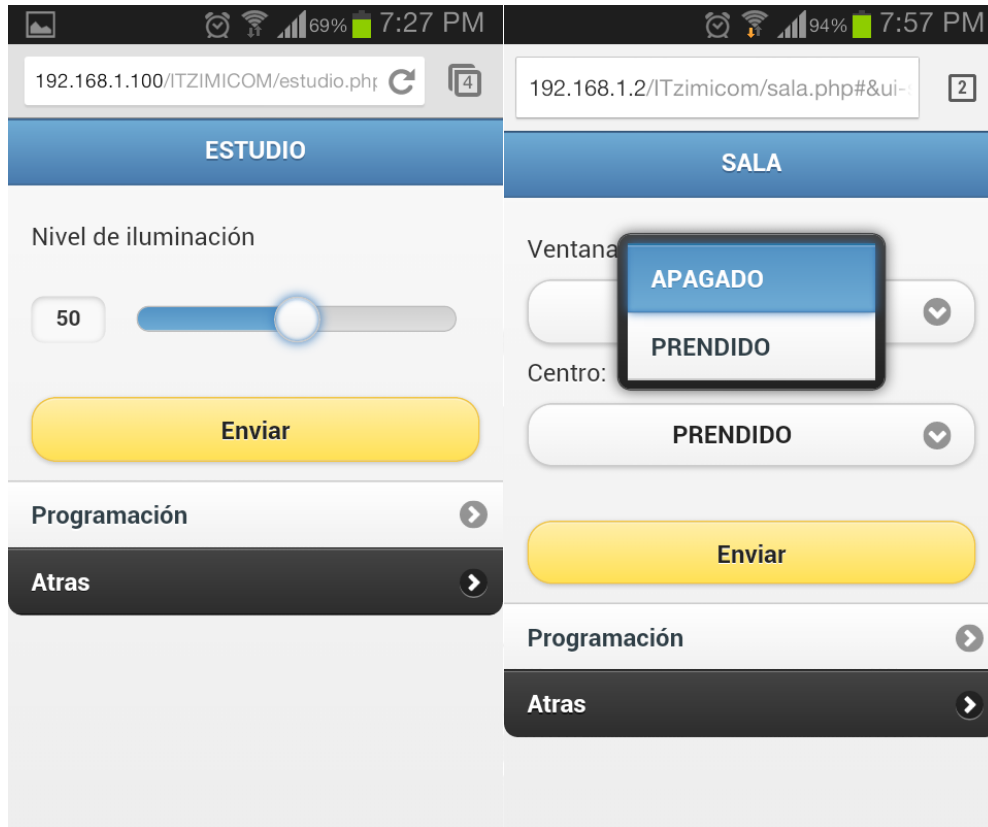 69% 7:27 PM
192.168.1.100/ITZIMICOM/estudio.php
4
ESTUDIO
Nivel de iluminación
50
Enviar
Programación
Atras
94% 7:57 PM
192.168.1.2/ITzimicom/sala.php#&ui-
2
SALA
Ventana
APAGADO
PRENDIDO
Centro:
PRENDIDO
Enviar
Programación
Atras